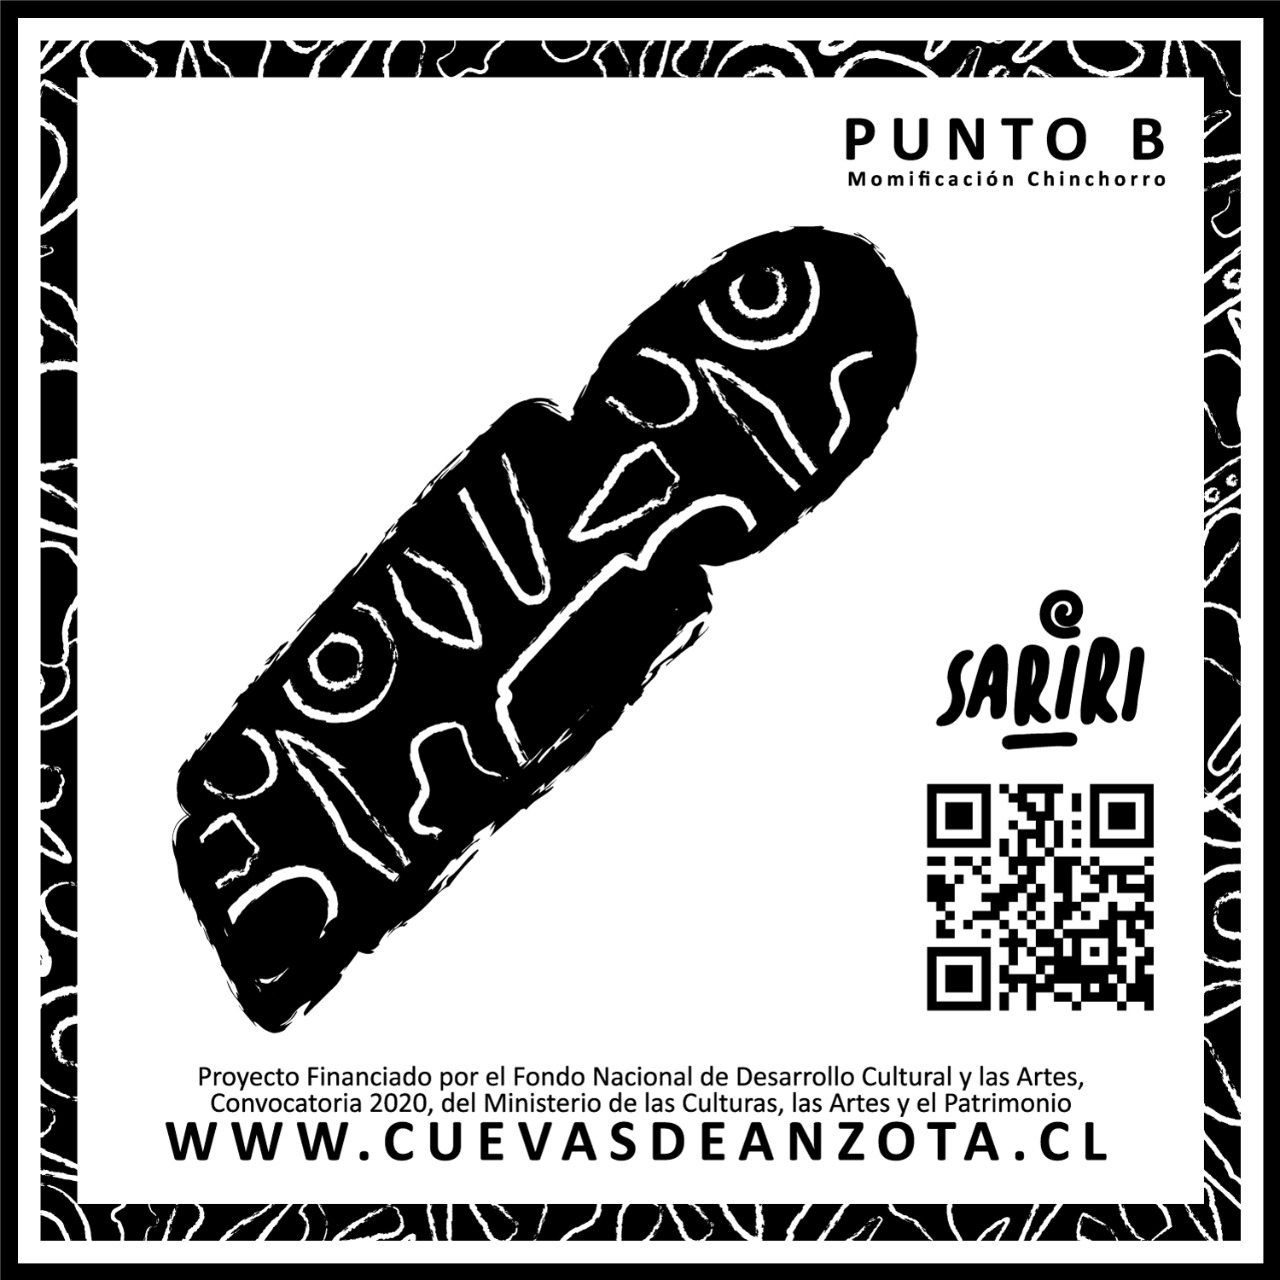 PUNTO B
Momificación Chinchorro
SARIRI
Proyecto Financiado por el Fondo Nacional de Desarrollo Cultural y las Artes,
Convocatoria 2020, del Ministerio de las Culturas, las Artes y el Patrimonio
WWW.CUEVASDEANZOTA.CL